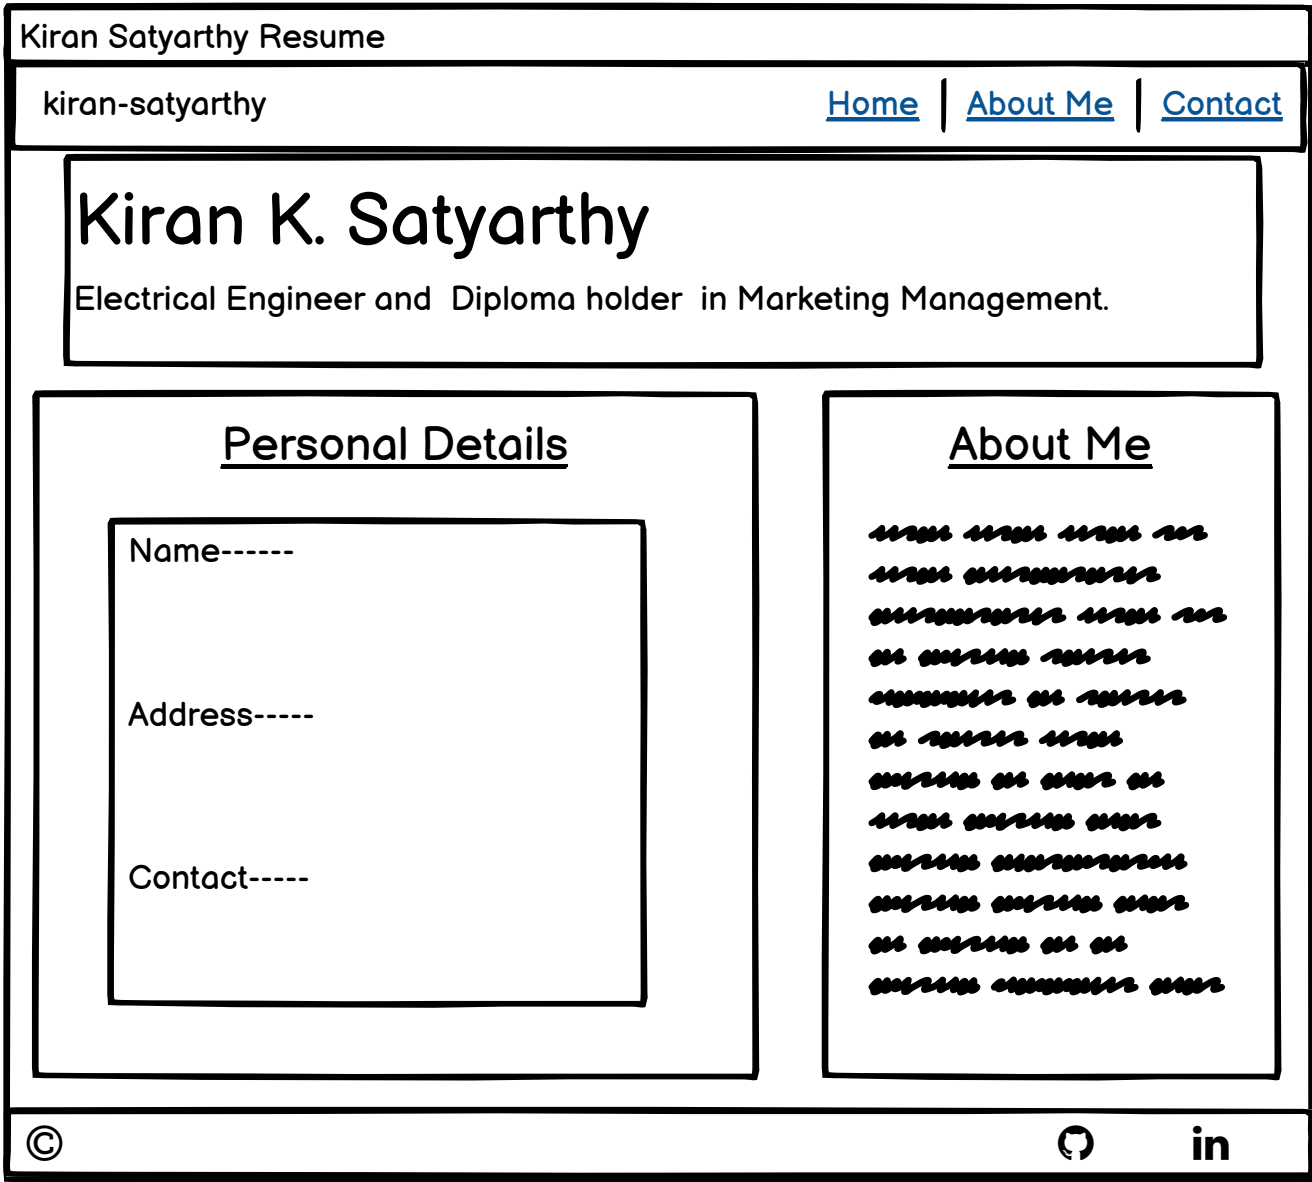 Kiran Satyarthy Resume
kiran-satyarthy
Home | About Me | Contact
Kiran K. Satyarthy
Electrical Engineer and  Diploma holder  in Marketing Management.
Personal Details
Name------
Address-----
Contact-----
About Me
©
in